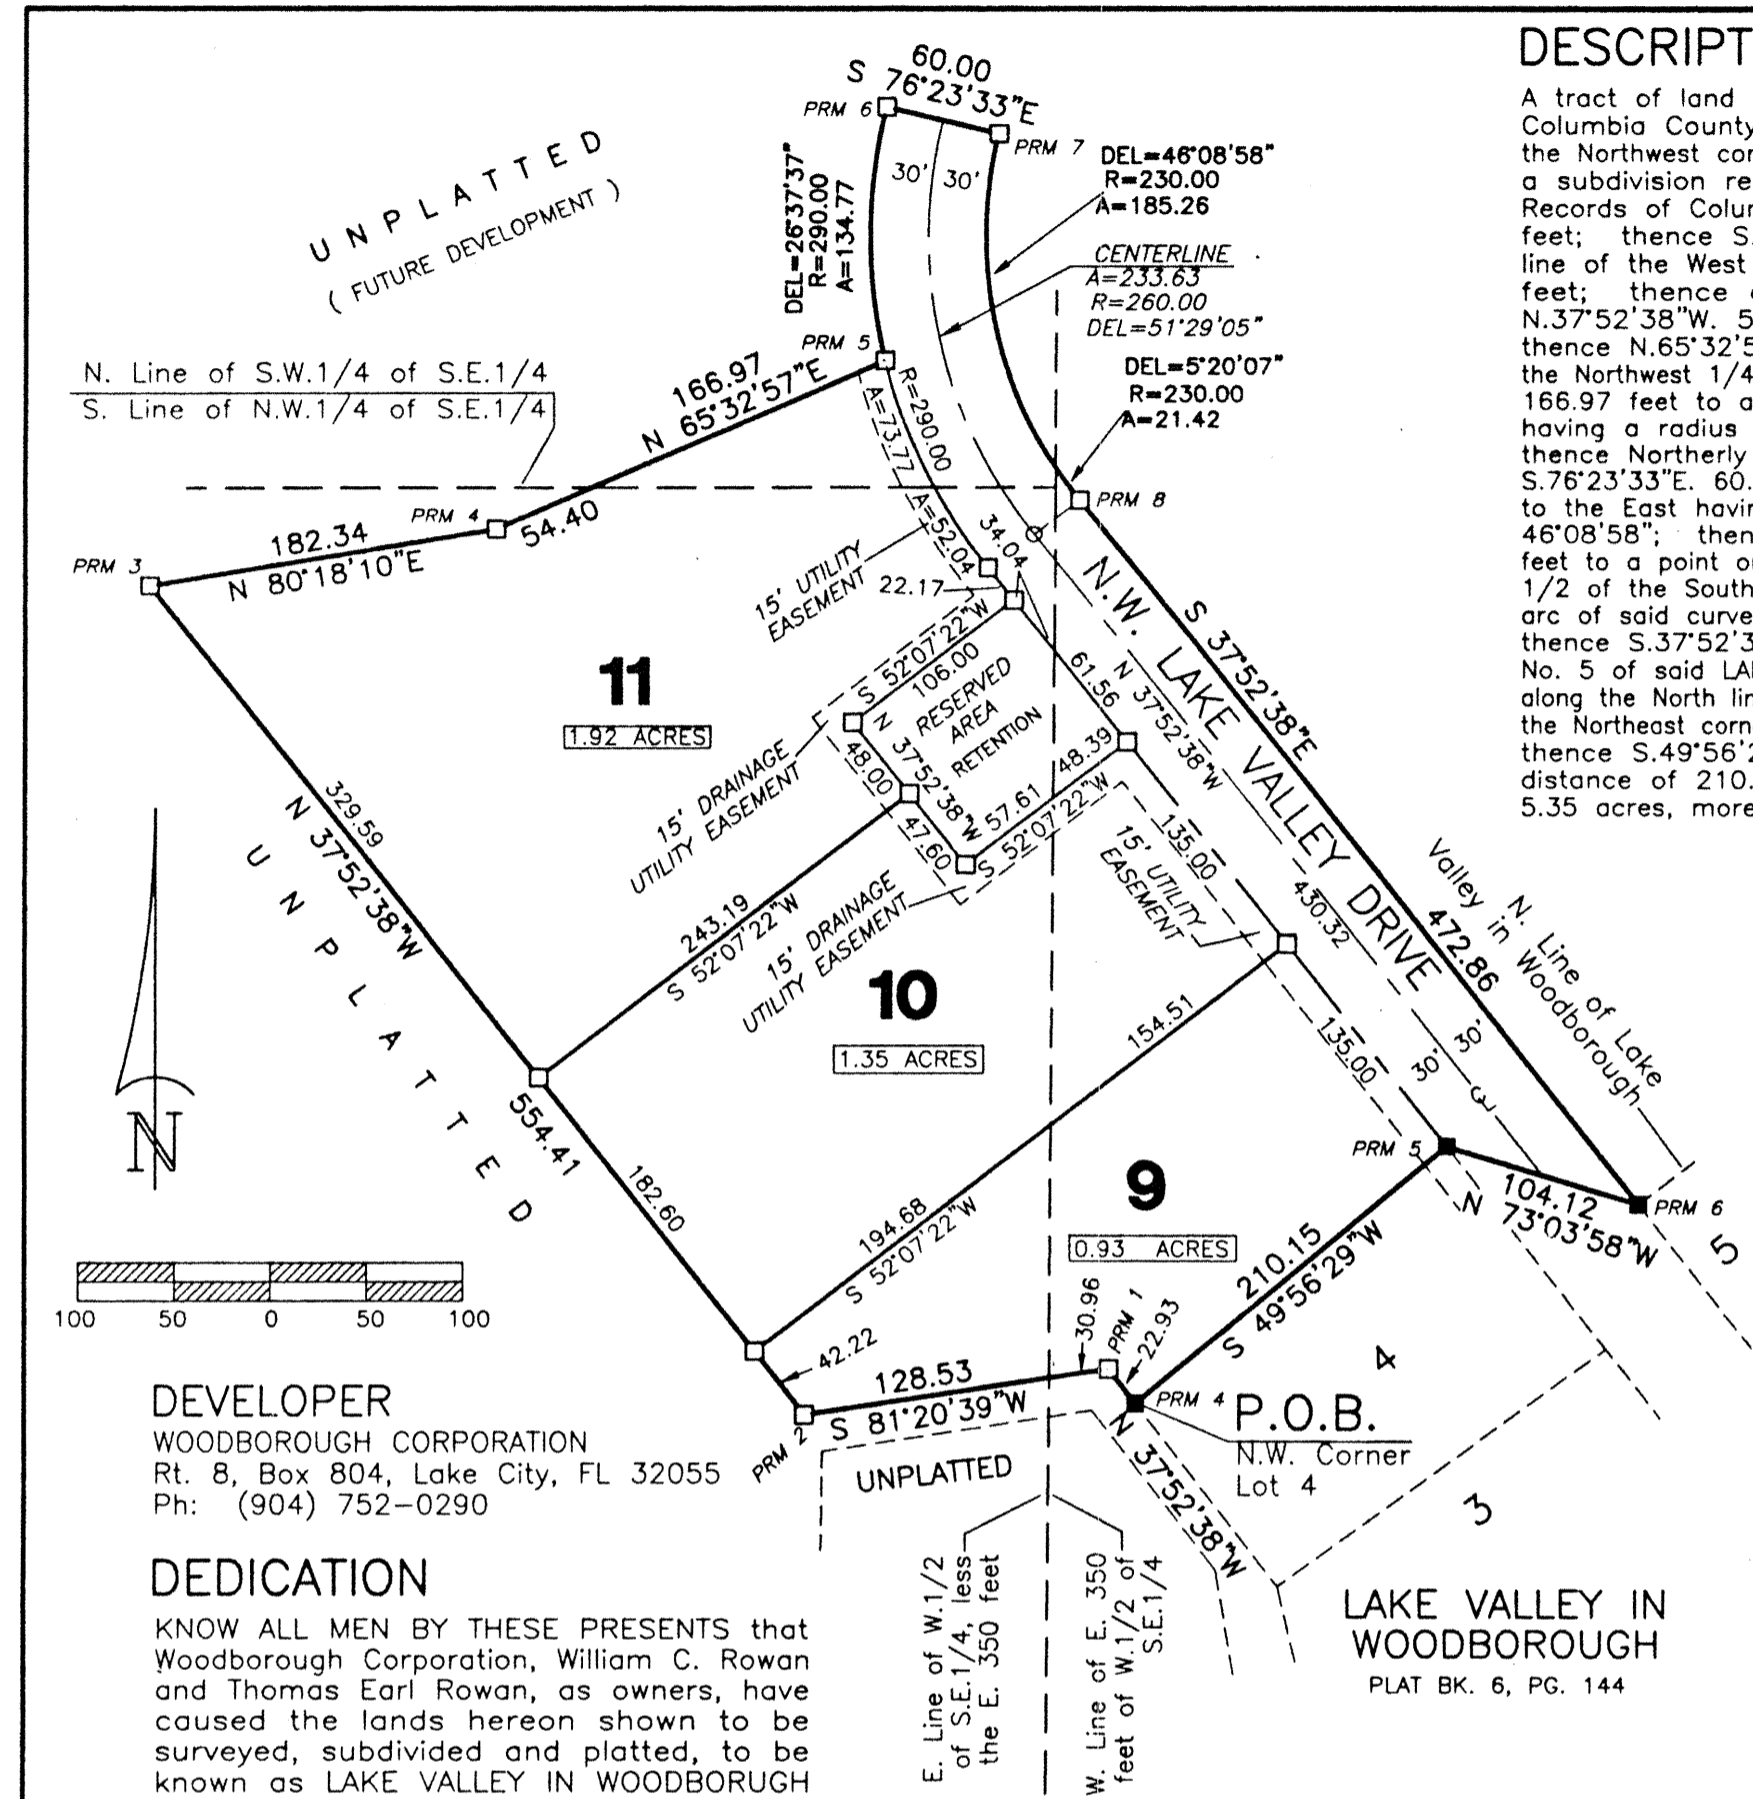 60.00
S 76°23'33"E
PRM 6
PRM 7
30'
30'
DEL=46°08'58"
R=230.00
A=185.26
DEL=26°37'37"
R=290.00
A=134.77
UNPLATTED
( FUTURE DEVELOPMENT )
CENTERLINE
A=233.63
R=260.00
DEL=51°29'05"
DEL=5°20'07"
R=230.00
A=21.42
PRM 5
166.97
N 65°32'57"E
N. Line of S.W.1/4 of S.E.1/4
S. Line of N.W.1/4 of S.E.1/4
R=290.00
A=73.77
A=52.04
PRM 8
PRM 4
54.40
182.34
N 80°18'10"E
PRM 3
34.04
22.17
15' UTILITY
EASEMENT
11
1.92 ACRES
S 52°07'22"W
106.00
RESERVED
AREA
RETENTION
N 37°52'38"W
48.00
47.60
61.56
48.39
57.61
S 52°07'22"W
15' DRAINAGE
UTILITY EASEMENT
N.W. LAKE VALLEY DRIVE
N 37°52'38"W
430.32
S 37°52'38"E
472.86
135.00
15' UTILITY
EASEMENT
135.00
30'
30'
N. Line of Lake
Valley in Woodborough
329.59
N 37°52'38"W
554.41
UNPLATTED
243.19
S 52°07'22"W
15' DRAINAGE
UTILITY EASEMENT
10
1.35 ACRES
154.51
194.68
S 52°07'22"W
182.60
42.22
N
9
0.93 ACRES
PRM 5
104.12
N 73°03'58"W
PRM 6
5
210.15
S 49°56'29"W
30.96
PRM 1
22.93
128.53
S 81°20'39"W
PRM 2
PRM 4
P.O.B.
N.W. Corner
Lot 4
4
3
N 37°52'38"W
UNPLATTED
E. Line of W.1/2
of S.E.1/4, less
the E. 350 feet
W. Line of E. 350
feet of W.1/2 of
S.E.1/4
LAKE VALLEY IN
WOODBOROUGH
PLAT BK. 6, PG. 144
100 50 0 50 100
DEVELOPER
WOODBOROUGH CORPORATION
Rt. 8, Box 804, Lake City, FL 32055
Ph: (904) 752-0290
DEDICATION
KNOW ALL MEN BY THESE PRESENTS that
Woodborough Corporation, William C. Rowan
and Thomas Earl Rowan, as owners, have
caused the lands hereon shown to be
surveyed, subdivided and platted, to be
known as LAKE VALLEY IN WOODBORUGH
DESCRIPT
A tract of land
Columbia County
the Northwest cor
a subdivision re
Records of Colu
feet; thence S.
line of the West
feet; thence
N.37°52'38"W. 5
thence N.65°32'5
the Northwest 1/4
166.97 feet to a
having a radius
thence Northerly
S.76°23'33"E. 60.
to the East havin
46°08'58"; then
feet to a point o
1/2 of the South
arc of said curve
thence S.37°52'3
No. 5 of said LA
along the North lin
the Northeast corn
thence S.49°56'2
distance of 210.
5.35 acres, more